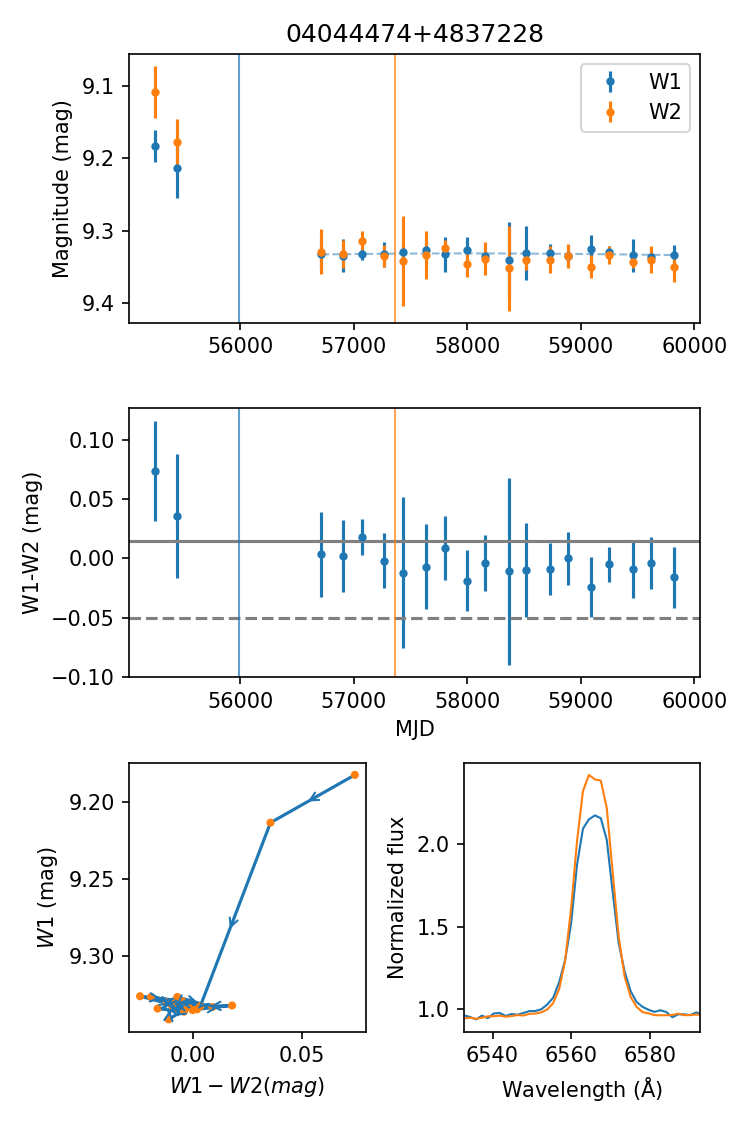 04044474+4837228
Magnitude (mag)
9.1
9.2
9.3
9.4
W1
W2
56000 57000 58000 59000 60000
W1-W2 (mag)
0.10
0.05
0.00
−0.05
−0.10
56000 57000 58000 59000 60000
MJD
W1 (mag)
9.20
9.25
9.30
0.00 0.05
W1 − W2(mag)
Normalized flux
2.0
1.5
1.0
6540 6560 6580
Wavelength (Å)